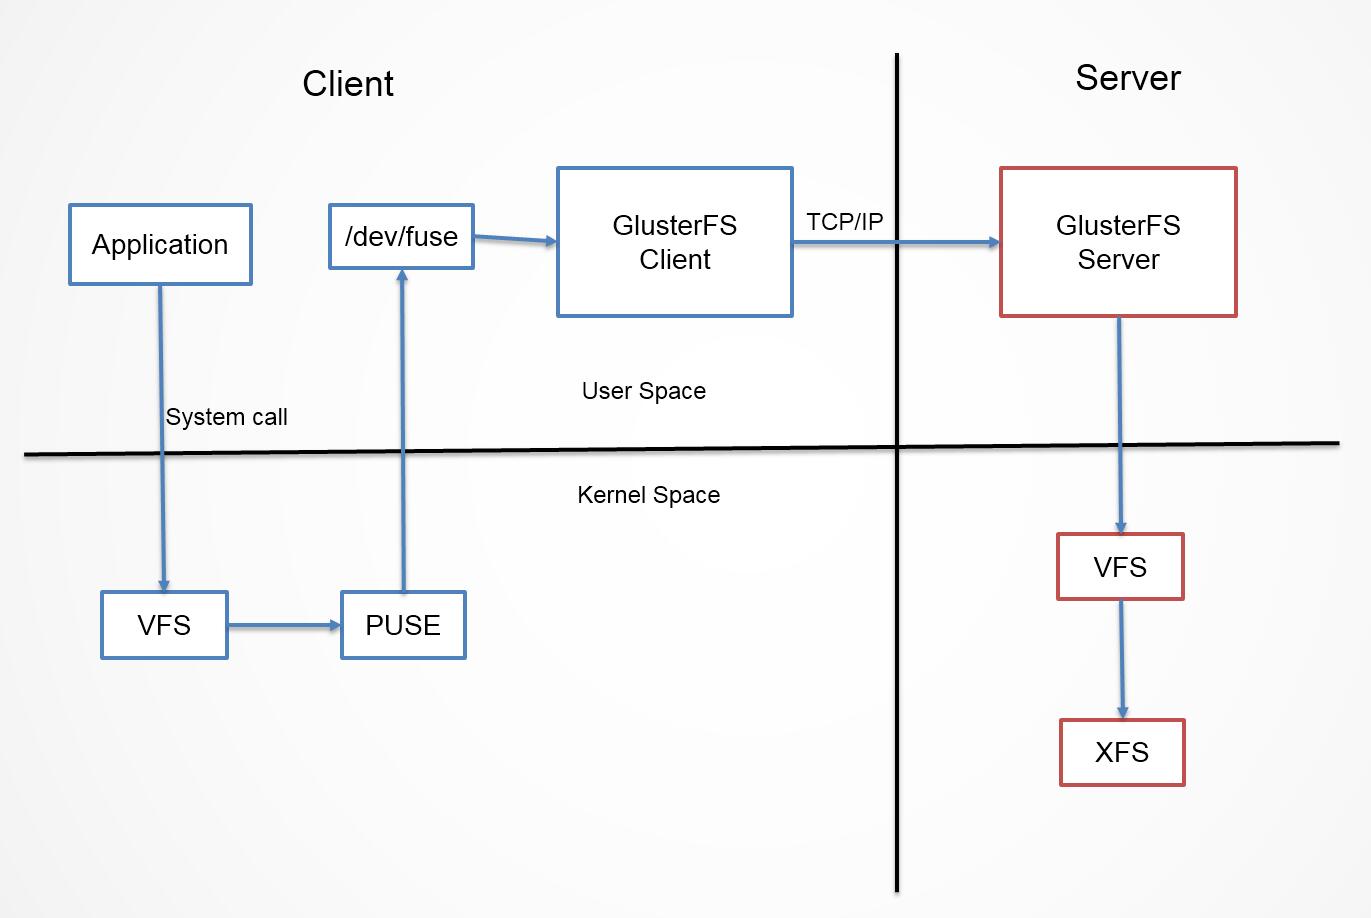 Client
Server
Application
/dev/fuse
GlusterFS
Client
TCP/IP
GlusterFS
Server
System call
User Space
Kernel Space
VFS
PUSE
VFS
XFS